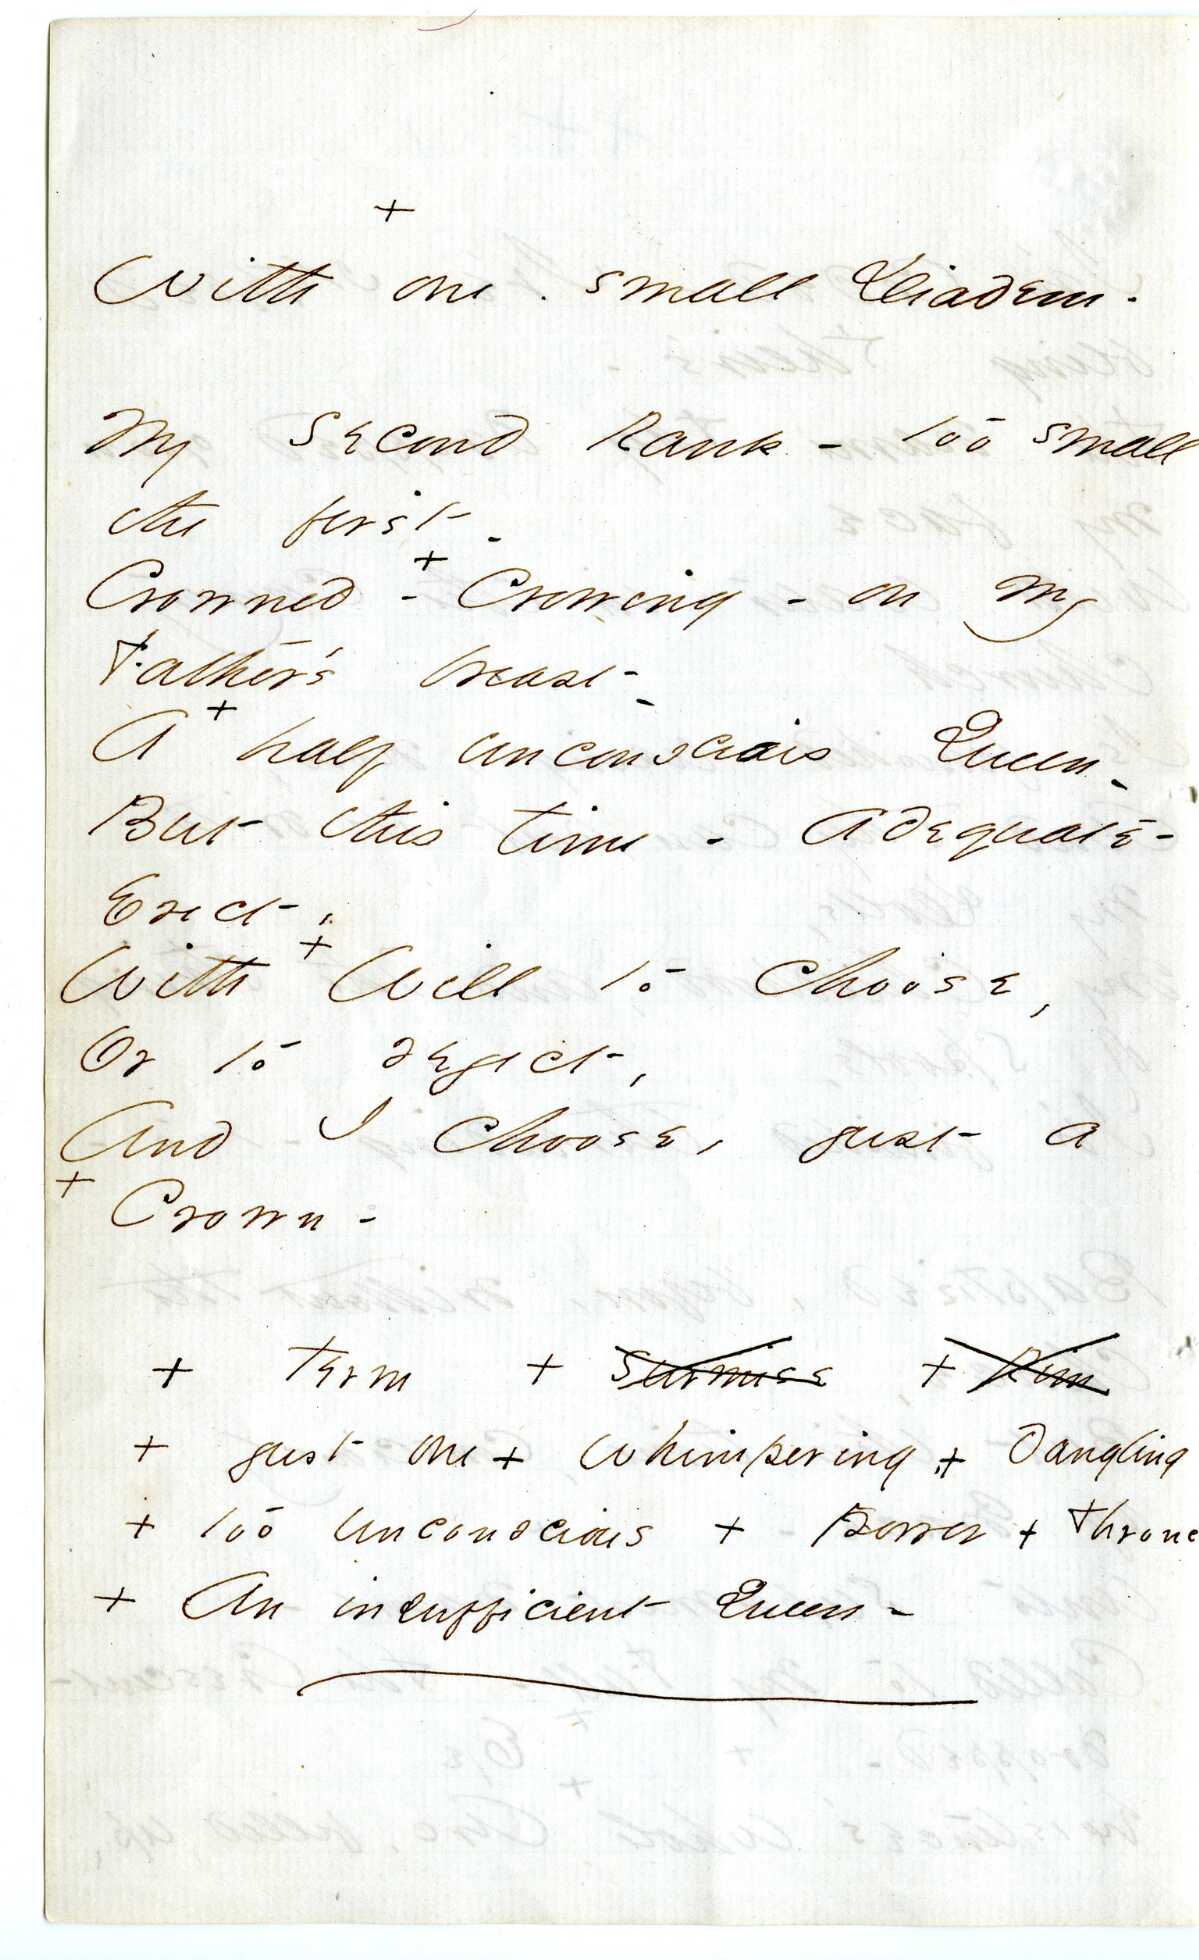 +
With one . small Diadem.
My second Rank – too small
the first –
+
Crowned – Crowing – on my
Father's breast –
+
A half unconscious Queen –
But this time – Adequate –
Erect,
+
With Will to choose,
Or to reject,
And I choose, just a
+
Crown –
+ term + Surmise + Rim
+ just one + Whimpering + Dangling
+ too unconscious + Power + Throne
+ An insufficient Queen –